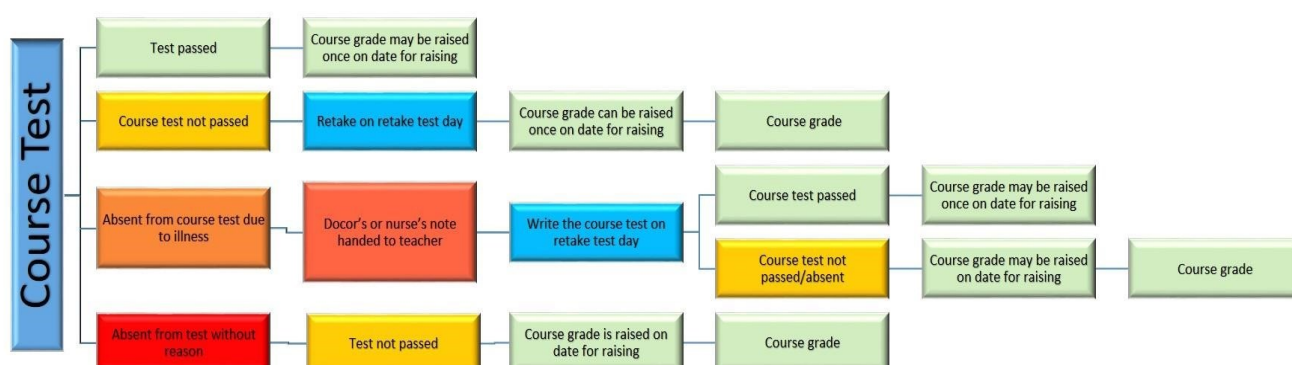 Course Test
Test passed
Course grade may be raised
once on date for raising
Course test not passed
Retake on retake test day
Course grade can be raised
once on date for raising
Course grade
Absent from course test due
to illness
Docor's or nurse's note
handed to teacher
Write the course test on
retake test day
Course test passed
Course grade may be raised
once on date for raising
Course test not
passed/absent
Course grade may be raised
on date for raising
Course grade
Absent from test without
reason
Test not passed
Course grade is raised on
date for raising
Course grade